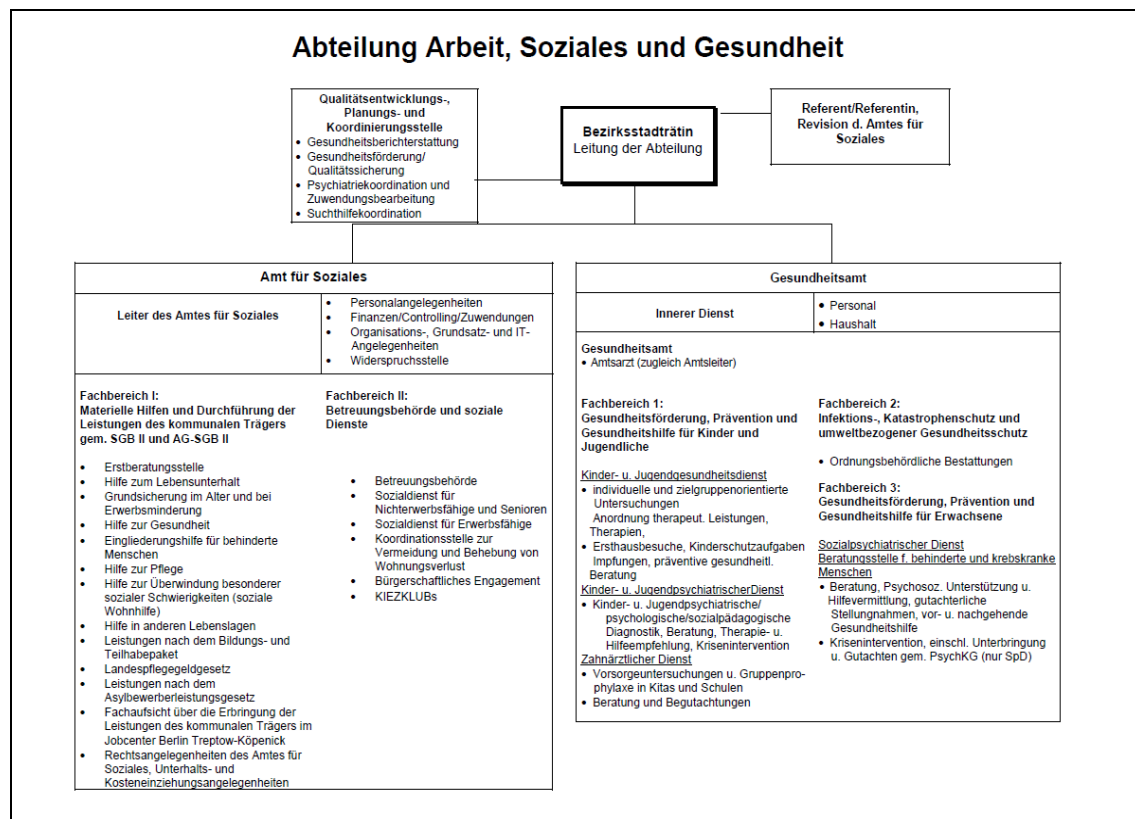 Abteilung Arbeit, Soziales und Gesundheit
Qualitätsentwicklungs-,
Planungs- und
Koordinierungsstelle
• Gesundheitsberichterstattung
• Gesundheitsförderung/
Qualitätssicherung
• Psychiatriekoordination und
Zuwendungsbearbeitung
• Suchthilfekoordination
Bezirksstadträtin
Leitung der Abteilung
Referent/Referentin,
Revision d. Amtes für
Soziales
Amt für Soziales
Leiter des Amtes für Soziales
• Personalangelegenheiten
• Finanzen/Controlling/Zuwendungen
• Organisations-, Grundsatz- und IT-
Angelegenheiten
• Widerspruchsstelle
Fachbereich I:
Materielle Hilfen und Durchführung der
Leistungen des kommunalen Trägers
gem. SGB II und AG-SGB II
• Erstberatungsstelle
• Hilfe zum Lebensunterhalt
• Grundsicherung im Alter und bei
Erwerbsminderung
• Hilfe zur Gesundheit
• Eingliederungshilfe für behinderte
Menschen
• Hilfe zur Pflege
• Hilfe zur Überwindung besonderer
sozialer Schwierigkeiten (soziale
Wohnhilfe)
• Hilfe in anderen Lebenslagen
• Leistungen nach dem Bildungs- und
Teilhabepaket
• Landespflegegeldgesetz
• Leistungen nach dem
Asylbewerberleistungsgesetz
• Fachaufsicht über die Erbringung der
Leistungen des kommunalen Trägers im
Jobcenter Berlin Treptow-Köpenick
• Rechtsangelegenheiten des Amtes für
Soziales, Unterhalts- und
Kosteneinziehungsangelegenheiten
Fachbereich II:
Betreuungsbehörde und soziale
Dienste
• Betreuungsbehörde
• Sozialdienst für
Nichterwerbsfähige und Senioren
• Sozialdienst für Erwerbsfähige
• Koordinationsstelle zur
Vermeidung und Behebung von
Wohnungsverlust
• Bürgerschaftliches Engagement
• KIEZKLUBs
Gesundheitsamt
Innerer Dienst
• Personal
• Haushalt
Gesundheitsamt
• Amtsarzt (zugleich Amtsleiter)
Fachbereich 1:
Gesundheitsförderung, Prävention und
Gesundheitshilfe für Kinder und
Jugendliche
Kinder- u. Jugendgesundheitsdienst
• individuelle und zielgruppenorientierte
Untersuchungen
Anordnung therapeut. Leistungen,
Therapien,
• Ersthausbesuche, Kinderschutzaufgaben
Impfungen, präventive gesundheitl.
Beratung
Kinder- u. JugendpsychiatrischerDienst
• Kinder- u. Jugendpsychiatrische/
psychologische/sozialpädagogische
Diagnostik, Beratung, Therapie- u.
Hilfeempfehlung, Krisenintervention
Zahnärztlicher Dienst
• Vorsorgeuntersuchungen u. Gruppenpro-
phylaxe in Kitas und Schulen
• Beratung und Begutachtungen
Fachbereich 2:
Infektions-, Katastrophenschutz und
umweltbezogener Gesundheitsschutz
• Ordnungsbehördliche Bestattungen
Fachbereich 3:
Gesundheitsförderung, Prävention und
Gesundheitshilfe für Erwachsene
Sozialpsychiatrischer Dienst
Beratungsstelle f. behinderte und krebskranke
Menschen
• Beratung, Psychosoz. Unterstützung u.
Hilfevermittlung, gutachterliche
Stellungnahmen, vor- u. nachgehende
Gesundheitshilfe
• Krisenintervention, einschl. Unterbringung
u. Gutachten gem. PsychKG (nur SpD)